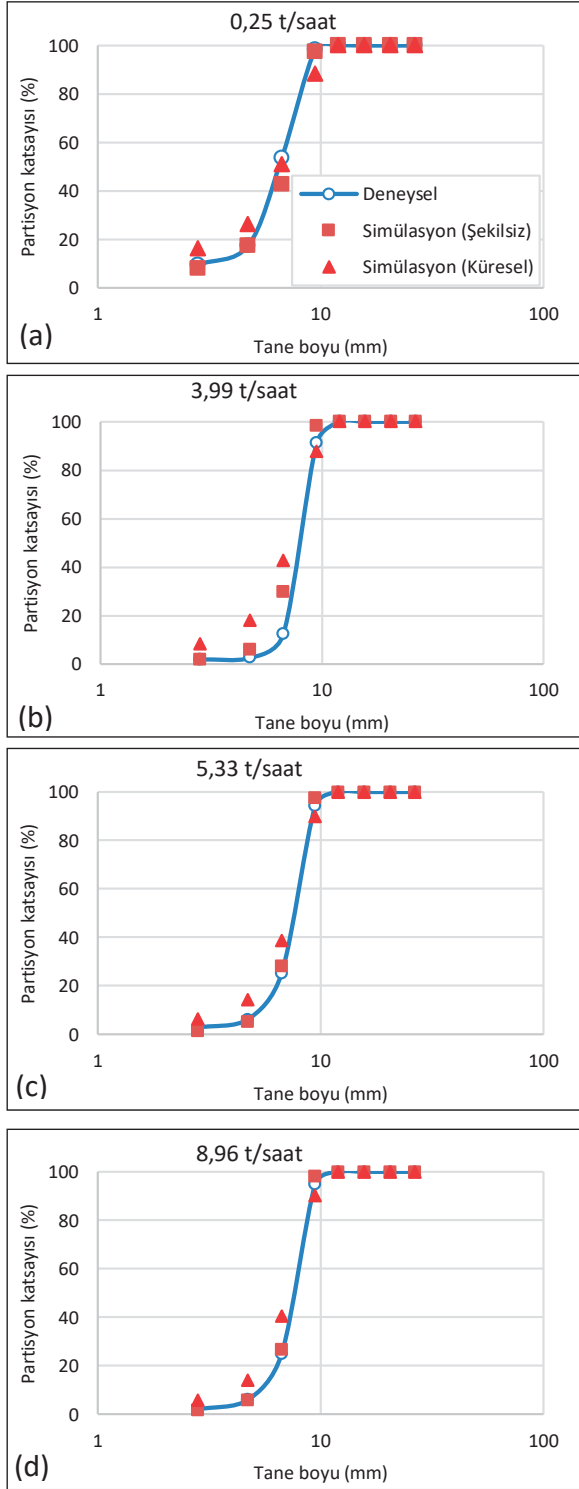 0,25 t/saat
100
80
60
40
20
0
Partisyon katsayısı (%)
Deneysel
Simülasyon (Şekilsiz)
Simülasyon (Küresel)
1
10
100
Tane boyu (mm)
(a)
3,99 t/saat
100
80
60
40
20
0
Partisyon katsayısı (%)
1
10
100
Tane boyu (mm)
(b)
5,33 t/saat
100
80
60
40
20
0
Partisyon katsayısı (%)
1
10
100
Tane boyu (mm)
(c)
8,96 t/saat
100
80
60
40
20
0
Partisyon katsayısı (%)
1
10
100
Tane boyu (mm)
(d)